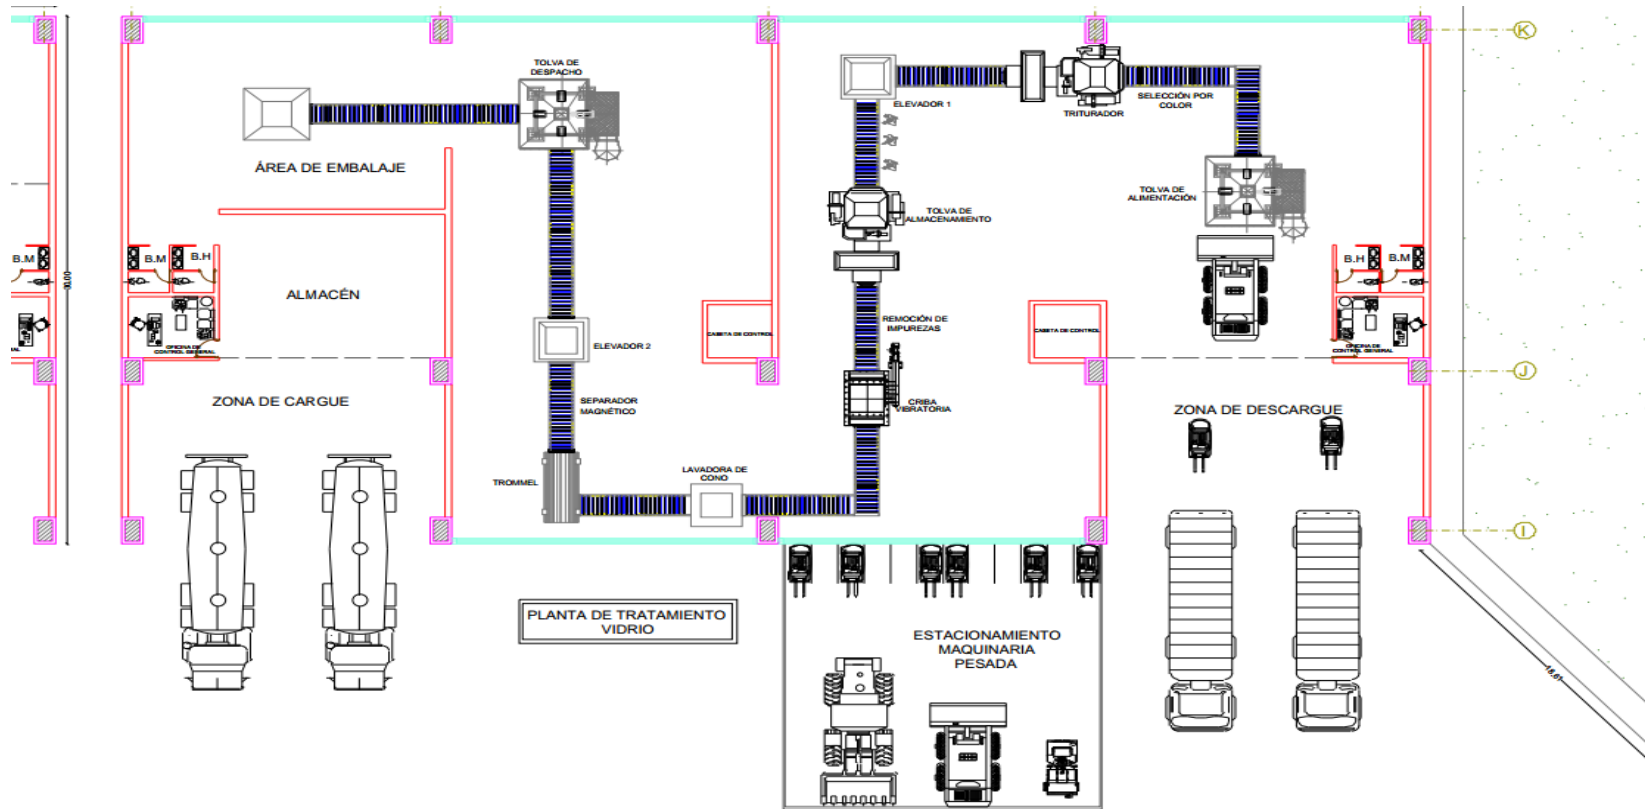 K
TOLVA DE
DESPACHO
ELEVADOR 1
SELECCIÓN POR
COLOR
TRITURADOR
ÁREA DE EMBALAJE
TOLVA DE
ALIMENTACIÓN
TOLVA DE
ALMACENAMIENTO
B.M
B.M
B.H
B.H
B.M
30,00
ALMACÉN
REMOCIÓN DE
IMPUREZAS
CASETA DE CONTROL
CASETA DE CONTROL
OFICINA DE
CONTROL GENERAL
OFICINA DE
CONTROL GENERAL
ELEVADOR 2
J
ZONA DE CARGUE
SEPARADOR
MAGNÉTICO
CRIBA
VIBRATORIA
ZONA DE DESCARGUE
LAVADORA DE
CONO
TROMMEL
I
PLANTA DE TRATAMIENTO
VIDRIO
ESTACIONAMIENTO
MAQUINARIA
PESADA